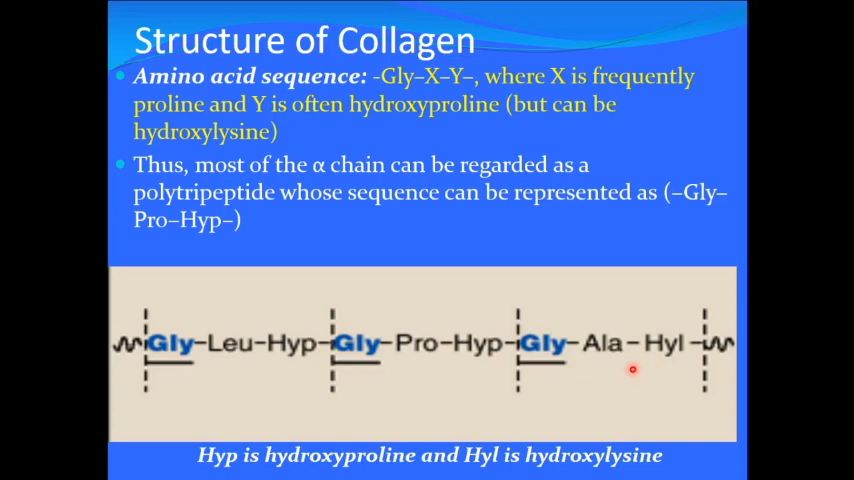 Structure of Collagen
Amino acid sequence: -Gly–X–Y–, where X is frequently
proline and Y is often hydroxyproline (but can be
hydroxylysine)
Thus, most of the α chain can be regarded as a
polytripeptide whose sequence can be represented as (–Gly–
Pro–Hyp–)
Gly–Leu–Hyp–Gly–Pro–Hyp–Gly–Ala–Hyl–
Hyp is hydroxyproline and Hyl is hydroxylysine